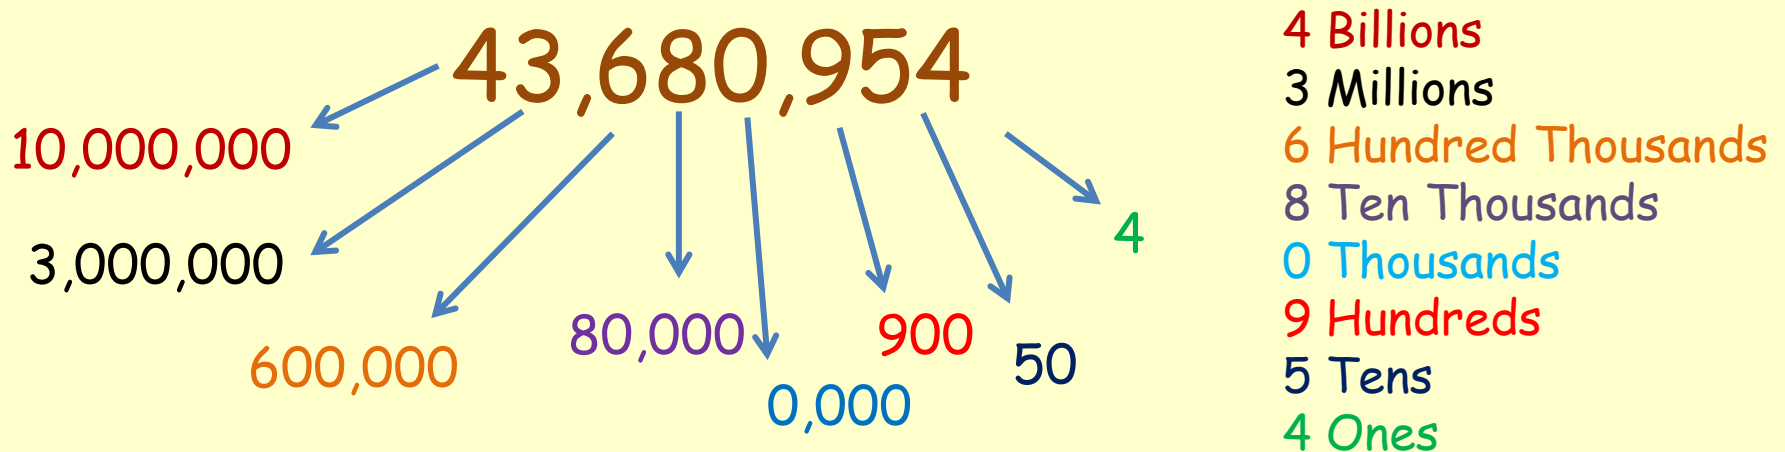 43,680,954
10,000,000
3,000,000
600,000
80,000
0,000
900
50
4
4 Billions
3 Millions
6 Hundred Thousands
8 Ten Thousands
0 Thousands
9 Hundreds
5 Tens
4 Ones